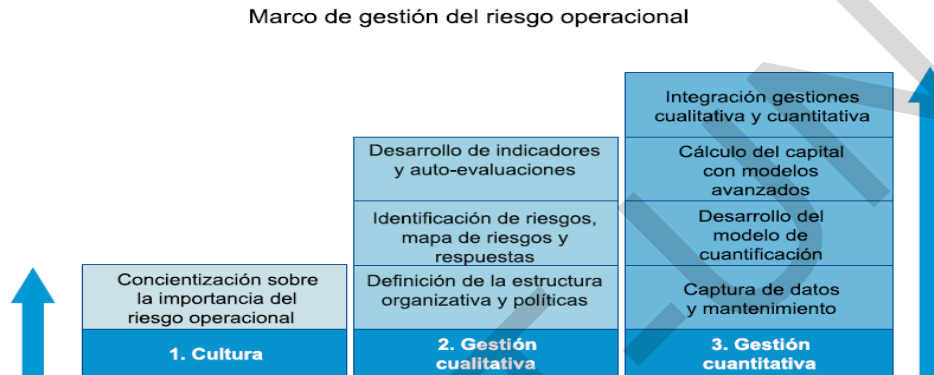 Marco de gestión del riesgo operacional
Concientización sobre
la importancia del
riesgo operacional
1. Cultura
Desarrollo de indicadores
y auto-evaluaciones
Identificación de riesgos,
mapa de riesgos y
respuestas
Definición de la estructura
organizativa y políticas
2. Gestión
cualitativa
Integración gestiones
cualitativa y cuantitativa
Cálculo del capital
con modelos
avanzados
Desarrollo del
modelo de
cuantificación
Captura de datos
y mantenimiento
3. Gestión
cuantitativa